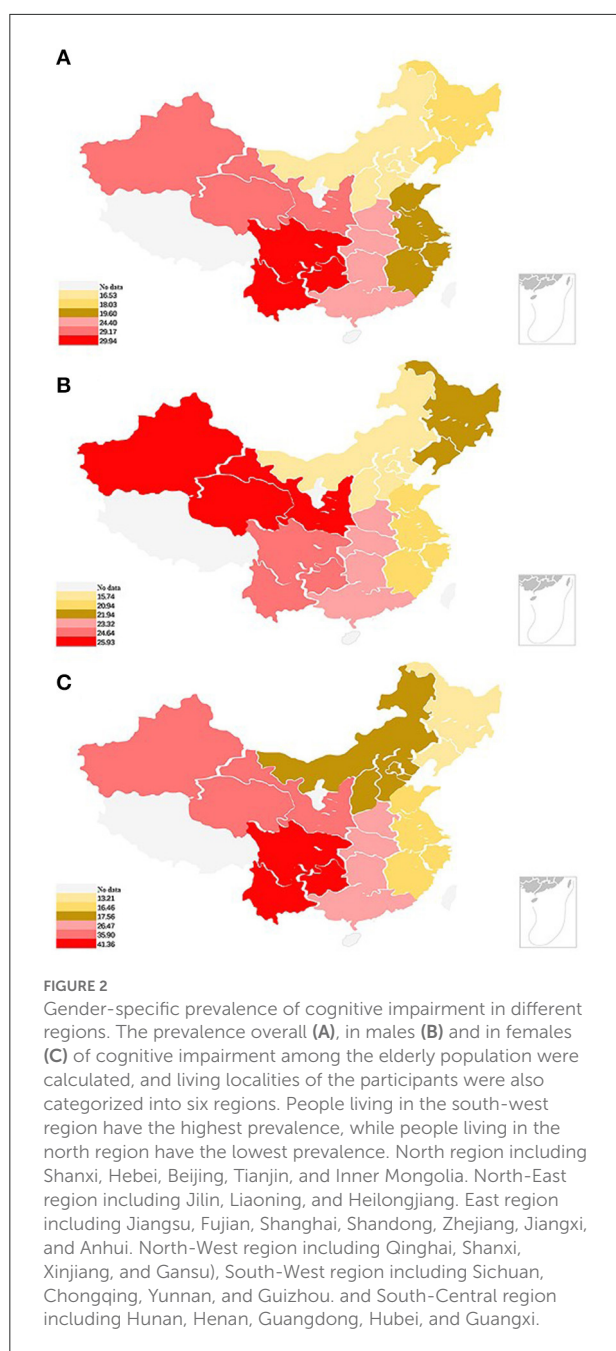 A
No data
16.53
18.03
19.60
24.40
29.17
29.94
B
No data
15.74
20.94
21.94
23.32
24.64
25.93
C
No data
13.21
16.46
17.56
26.47
35.90
41.36
FIGURE 2
Gender-specific prevalence of cognitive impairment in different
regions. The prevalence overall (A), in males (B) and in females
(C) of cognitive impairment among the elderly population were
calculated, and living localities of the participants were also
categorized into six regions. People living in the south-west
region have the highest prevalence, while people living in the
north region have the lowest prevalence. North region including
Shanxi, Hebei, Beijing, Tianjin, and Inner Mongolia. North-East
region including Jilin, Liaoning, and Heilongjiang. East region
including Jiangsu, Fujian, Shanghai, Shandong, Zhejiang, Jiangxi,
and Anhui. North-West region including Qinghai, Shanxi,
Xinjiang, and Gansu), South-West region including Sichuan,
Chongqing, Yunnan, and Guizhou. and South-Central region
including Hunan, Henan, Guangdong, Hubei, and Guangxi.